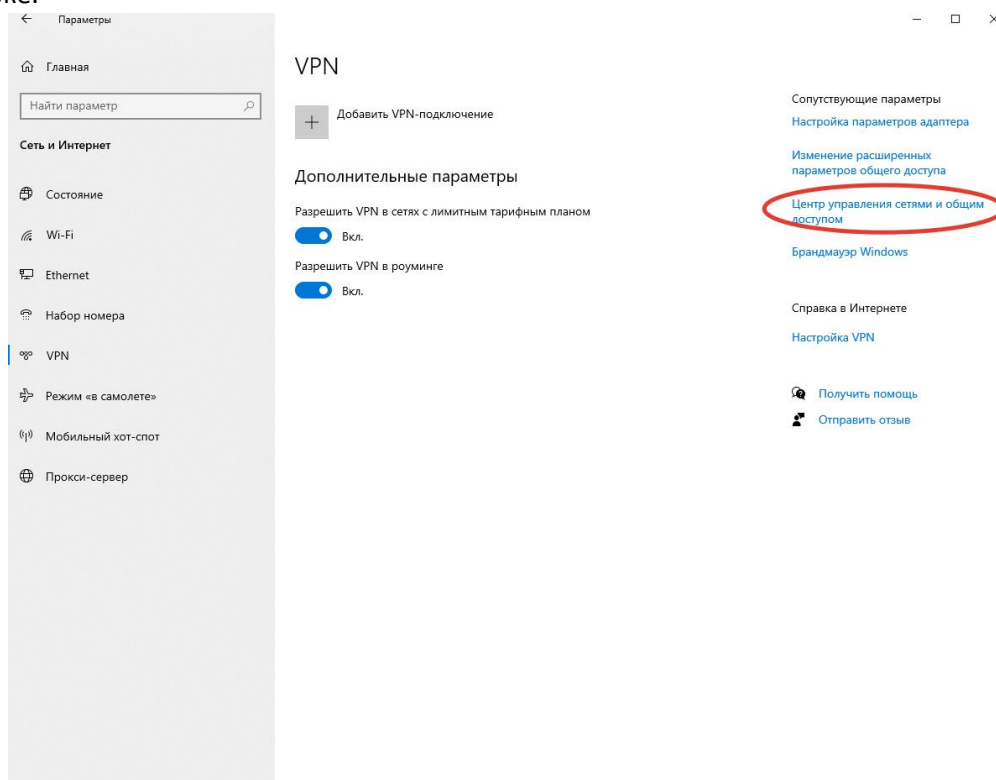 Параметры
Главная
Найти параметр
Сеть и Интернет
Состояние
Wi-Fi
Ethernet
Набор номера
VPN
Режим «в самолете»
Мобильный хот-спот
Прокси-сервер
VPN
Добавить VPN-подключение
Дополнительные параметры
Разрешить VPN в сетях с лимитным тарифным планом
Вкл.
Разрешить VPN в роуминге
Вкл.
Сопутствующие параметры
Настройка параметров адаптера
Изменение расширенных
параметров общего доступа
Центр управления сетями и общим
доступом
Брандмауэр Windows
Справка в Интернете
Настройка VPN
Получить помощь
Отправить отзыв